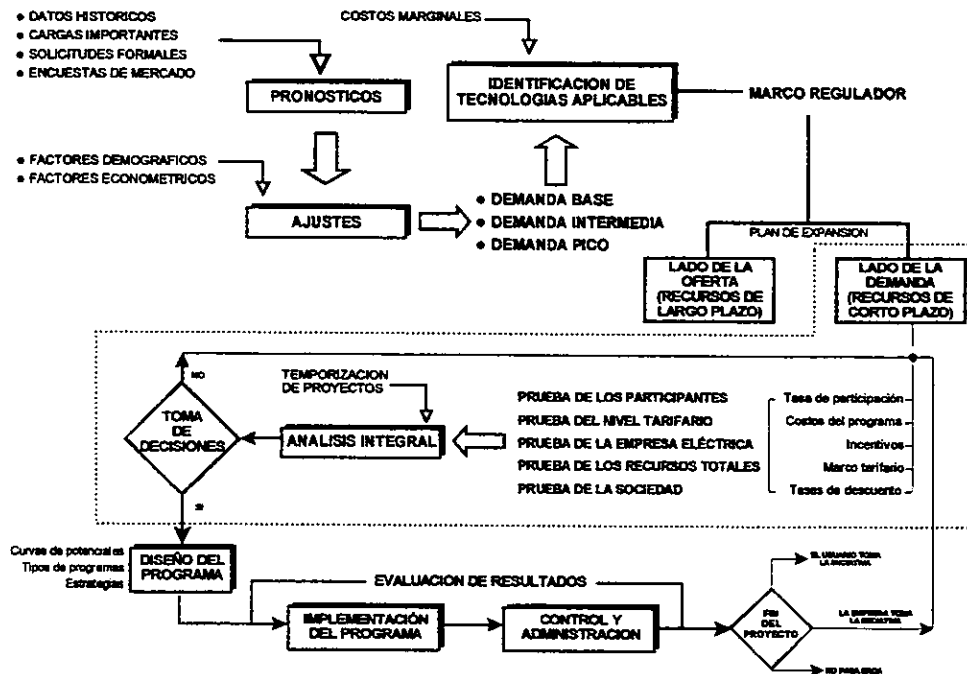 • DATOS HISTORICOS
• CARGAS IMPORTANTES
• SOLICITUDES FORMALES
• ENCUESTAS DE MERCADO
COSTOS MARGINALES
PRONOSTICOS
IDENTIFICACION DE
TECNOLOGIAS APLICABLES
MARCO REGULADOR
• FACTORES DEMOGRAFICOS
• FACTORES ECONOMETRICOS
AJUSTES
• DEMANDA BASE
• DEMANDA INTERMEDIA
• DEMANDA PICO
PLAN DE EXPANSION
LADO DE LA
OFERTA
(RECURSOS DE
LARGO PLAZO)
LADO DE LA
DEMANDA
(RECURSOS DE
CORTO PLAZO)
NO
TEMPORIZACION
DE PROYECTOS
TOMA
DE
DECISIONES
ANALISIS INTEGRAL
PRUEBA DE LOS PARTICIPANTES
PRUEBA DEL NIVEL TARIFARIO
PRUEBA DE LA EMPRESA ELÉCTRICA
PRUEBA DE LOS RECURSOS TOTALES
PRUEBA DE LA SOCIEDAD
Tasa de participación
Costos del programa
Incentivos
Marco tarifario
Tasas de descuento
SI
Curvas de potenciales
Tipos de programas
Estrategias
DISEÑO DEL
PROGRAMA
EVALUACION DE RESULTADOS
IMPLEMENTACIÓN
DEL PROGRAMA
CONTROL Y
ADMINISTRACION
FIN
DEL
PROYECTO
EL USUARIO TOMA
LA INICIATIVA
LA EMPRESA TOMA
LA INICIATIVA
NO PASA NADA